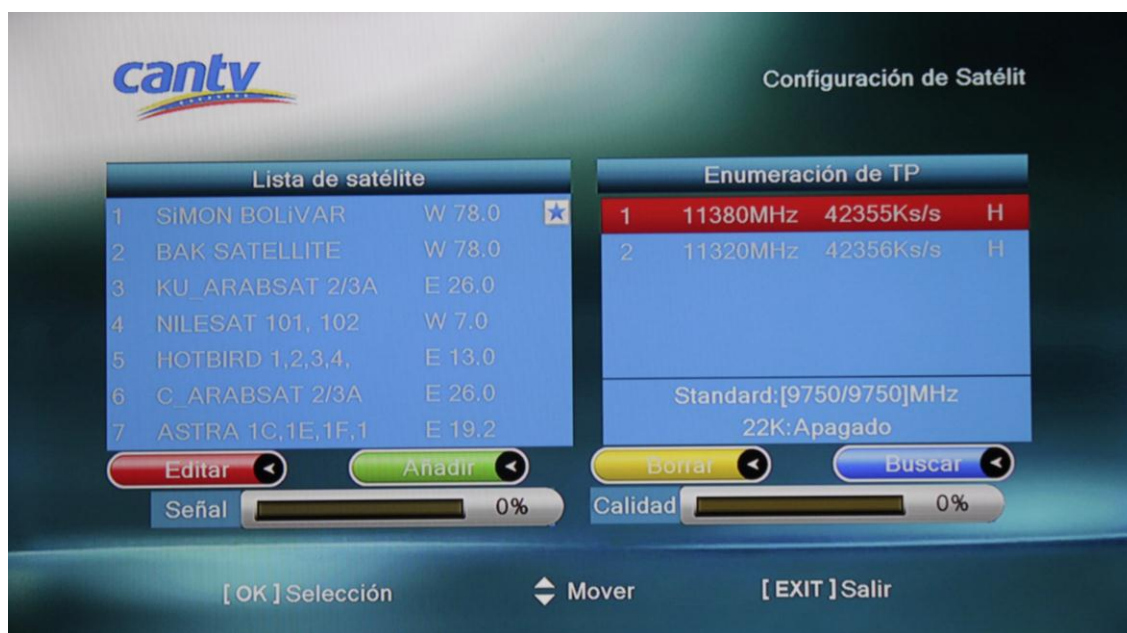 cantv
Configuración de Satélit
Lista de satélite
1 SiMON BOLiVAR W 78.0
2 BAK SATELLITE W 78.0
3 KU_ARABSAT 2/3A E 26.0
4 NILESAT 101, 102 W 7.0
5 HOTBIRD 1,2,3,4, E 13.0
6 C_ARABSAT 2/3A E 26.0
7 ASTRA 1C,1E,1F,1 E 19.2
Enumeración de TP
1 11380MHz 42355Ks/s H
2 11320MHz 42356Ks/s H
Standard:[9750/9750]MHz
22K:Apagado
Editar Añadir Borrar Buscar
Señal 0% Calidad 0%
[ OK ] Selección Mover [ EXIT ] Salir